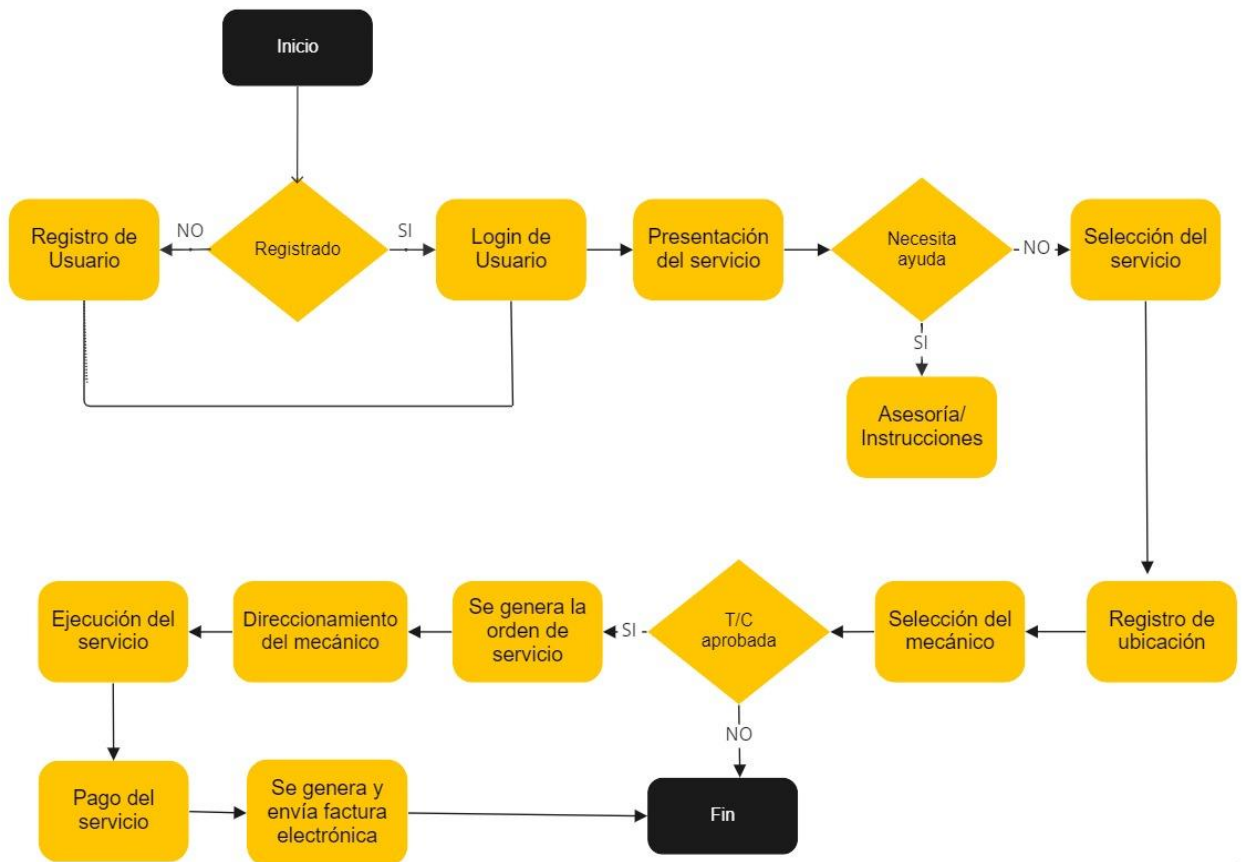 Inicio
Registro de
Usuario
NO
Registrado
SI
Login de
Usuario
Presentación
del servicio
Necesita
ayuda
NO
Selección del
servicio
SI
Asesoría/
Instrucciones
Ejecución del
servicio
Direccionamiento
del mecánico
Se genera la
orden de
servicio
SI
T/C
aprobada
Selección del
mecánico
Registro de
ubicación
NO
Pago del
servicio
Se genera y
envía factura
electrónica
Fin